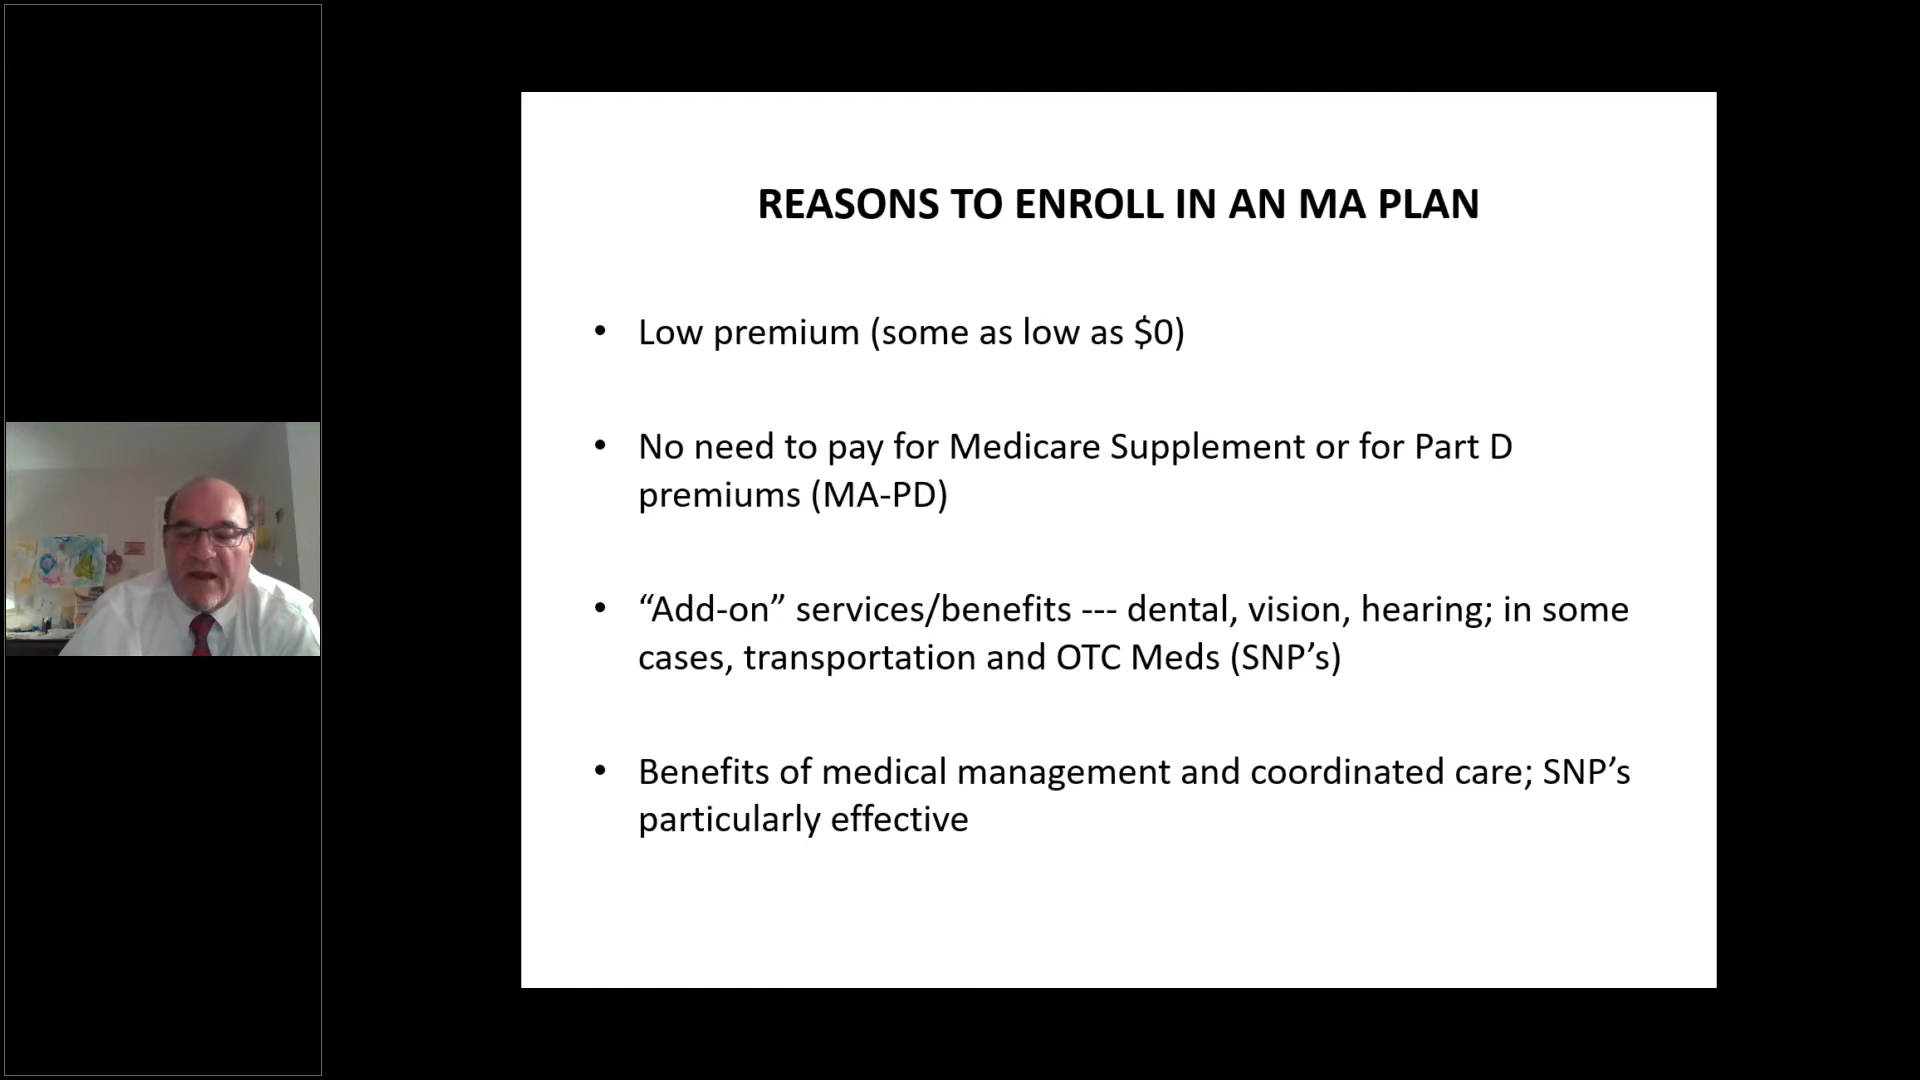 REASONS TO ENROLL IN AN MA PLAN
• Low premium (some as low as $0)
• No need to pay for Medicare Supplement or for Part D
premiums (MA-PD)
• “Add-on” services/benefits --- dental, vision, hearing; in some
cases, transportation and OTC Meds (SNP’s)
• Benefits of medical management and coordinated care; SNP’s
particularly effective